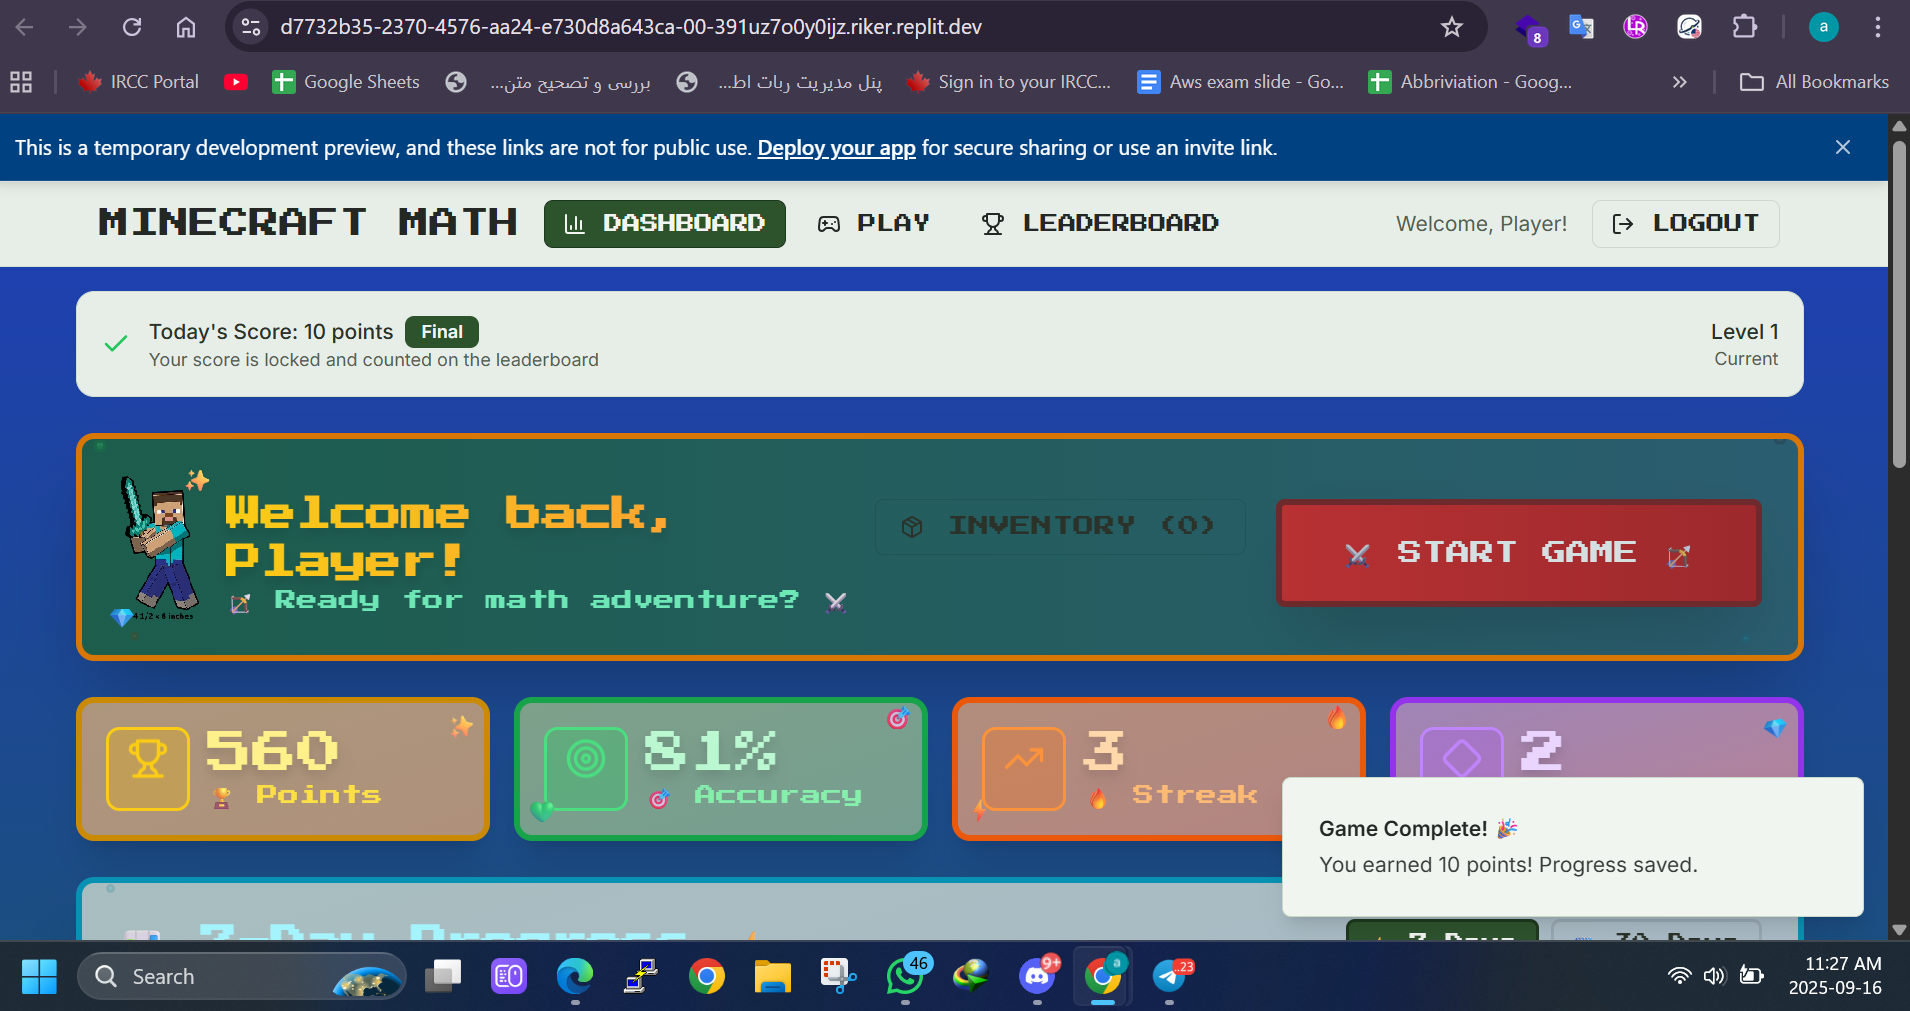 d7732b35-2370-4576-aa24-e730d8a643ca-00-391uz7o0y0ijz.riker.replit.dev
8
a
IRCC Portal
Google Sheets
بررسی و تصحیح متن...
پنل مدیریت ربات اط...
Sign in to your IRCC...
Aws exam slide - Go...
Abbriviation - Goog...
»
All Bookmarks
This is a temporary development preview, and these links are not for public use. Deploy your app for secure sharing or use an invite link.
MINECRAFT MATH
DASHBOARD
PLAY
LEADERBOARD
Welcome, Player!
LOGOUT
Today's Score: 10 points
Final
Your score is locked and counted on the leaderboard
Level 1
Current
Welcome back,
Player!
Ready for math adventure?
4 1/2 x 8 inches
INVENTORY (0)
START GAME
560
Points
81%
Accuracy
3
Streak
2
Game Complete! 🎉
You earned 10 points! Progress saved.
7-Day Progress
7 Days
30 Days
Search
46
9+
a
..23
11:27 AM
2025-09-16